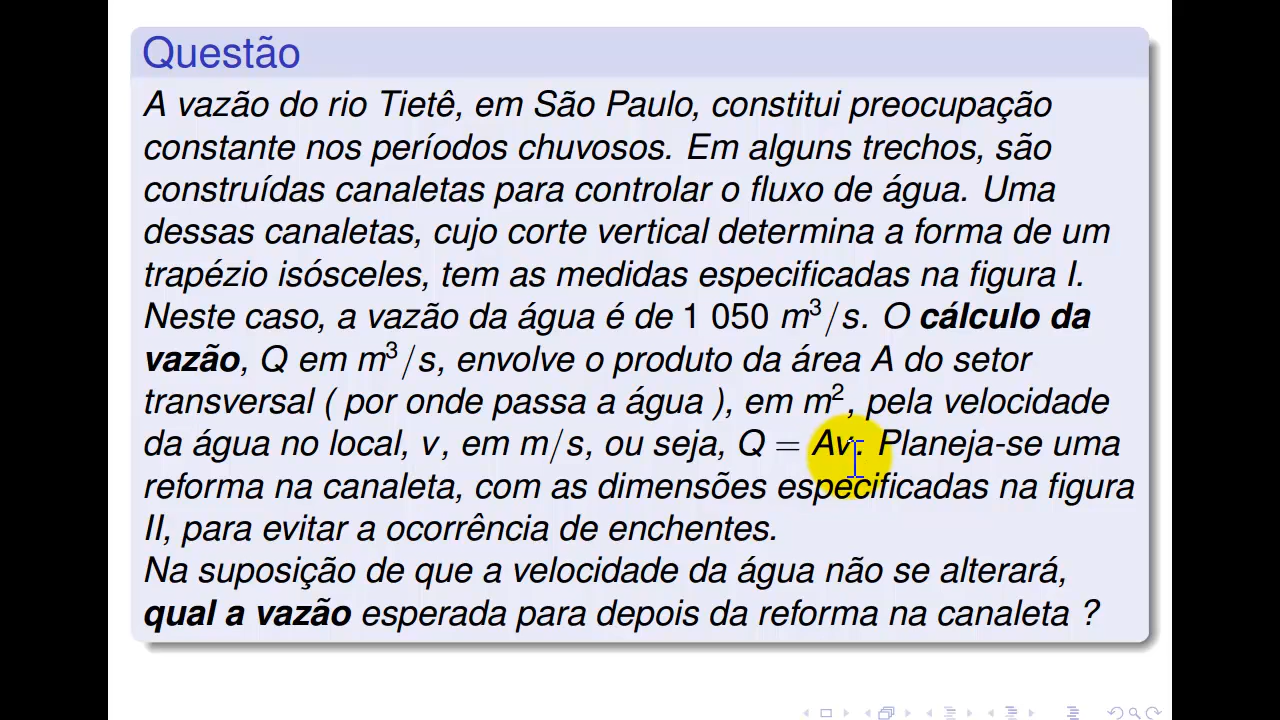 Questão
A vazão do rio Tietê, em São Paulo, constitui preocupação
constante nos períodos chuvosos. Em alguns trechos, são
construídas canaletas para controlar o fluxo de água. Uma
dessas canaletas, cujo corte vertical determina a forma de um
trapézio isósceles, tem as medidas especificadas na figura I.
Neste caso, a vazão da água é de 1 050 m³/s. O cálculo da
vazão, Q em m³/s, envolve o produto da área A do setor
transversal ( por onde passa a água ), em m², pela velocidade
da água no local, v, em m/s, ou seja, Q = Av. Planeja-se uma
reforma na canaleta, com as dimensões especificadas na figura
II, para evitar a ocorrência de enchentes.
Na suposição de que a velocidade da água não se alterará,
qual a vazão esperada para depois da reforma na canaleta ?